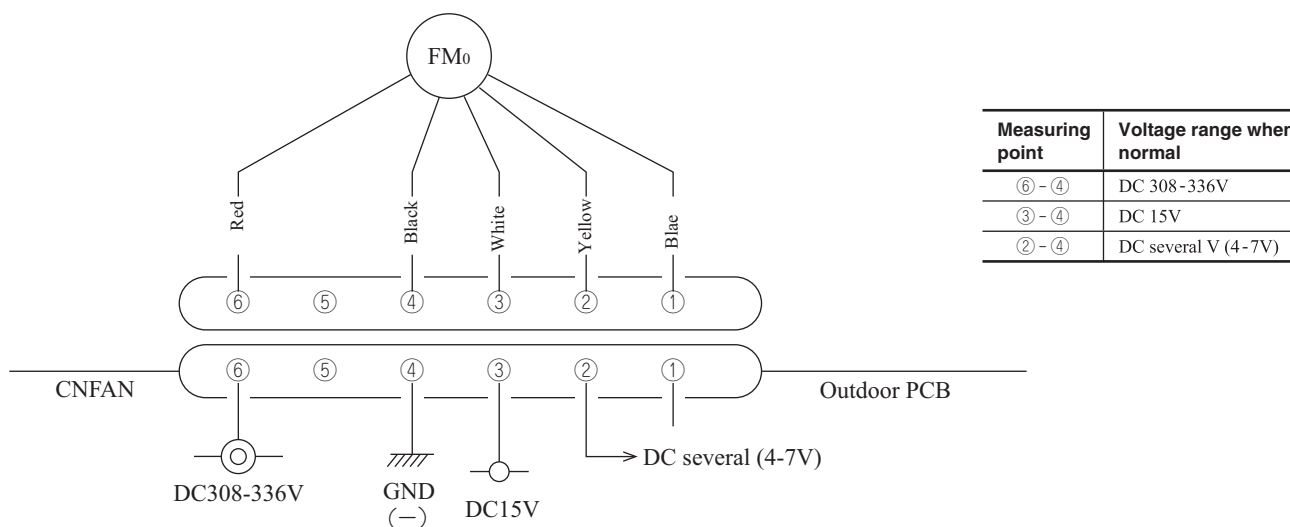 FM₀
Measuring point
Voltage range when normal
⑥ - ④
DC 308 - 336V
③ - ④
DC 15V
② - ④
DC several V (4 - 7V)
Red
Black
White
Yellow
Blae
⑥ ⑤ ④ ③ ② ①
⑥ ⑤ ④ ③ ② ①
CNFAN
Outdoor PCB
DC several (4-7V)
DC308-336V
GND
(－)
DC15V